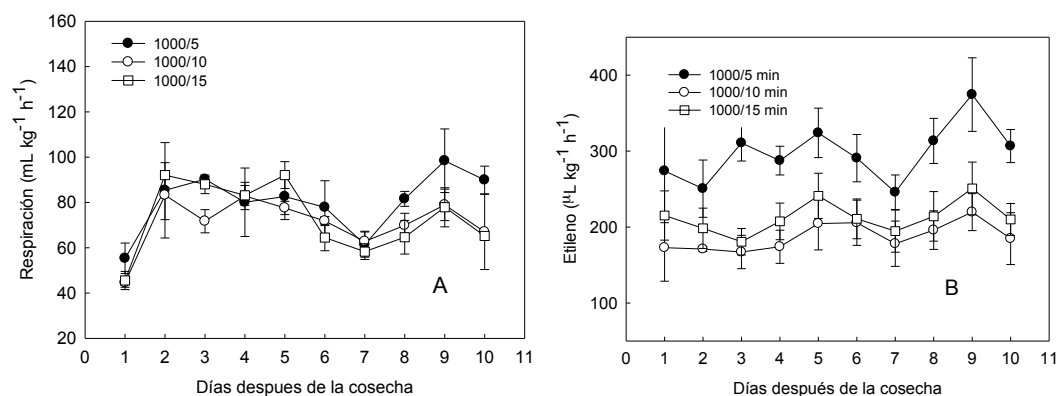 160
140
120
100
80
60
40
20
Respiración (mL kg-1 h-1)
1000/5
1000/10
1000/15
A
0 1 2 3 4 5 6 7 8 9 10 11
Días despues de la cosecha
400
300
200
100
Etileno (µL kg-1 h-1)
1000/5 min
1000/10 min
1000/15 min
B
0 1 2 3 4 5 6 7 8 9 10 11
Días después de la cosecha